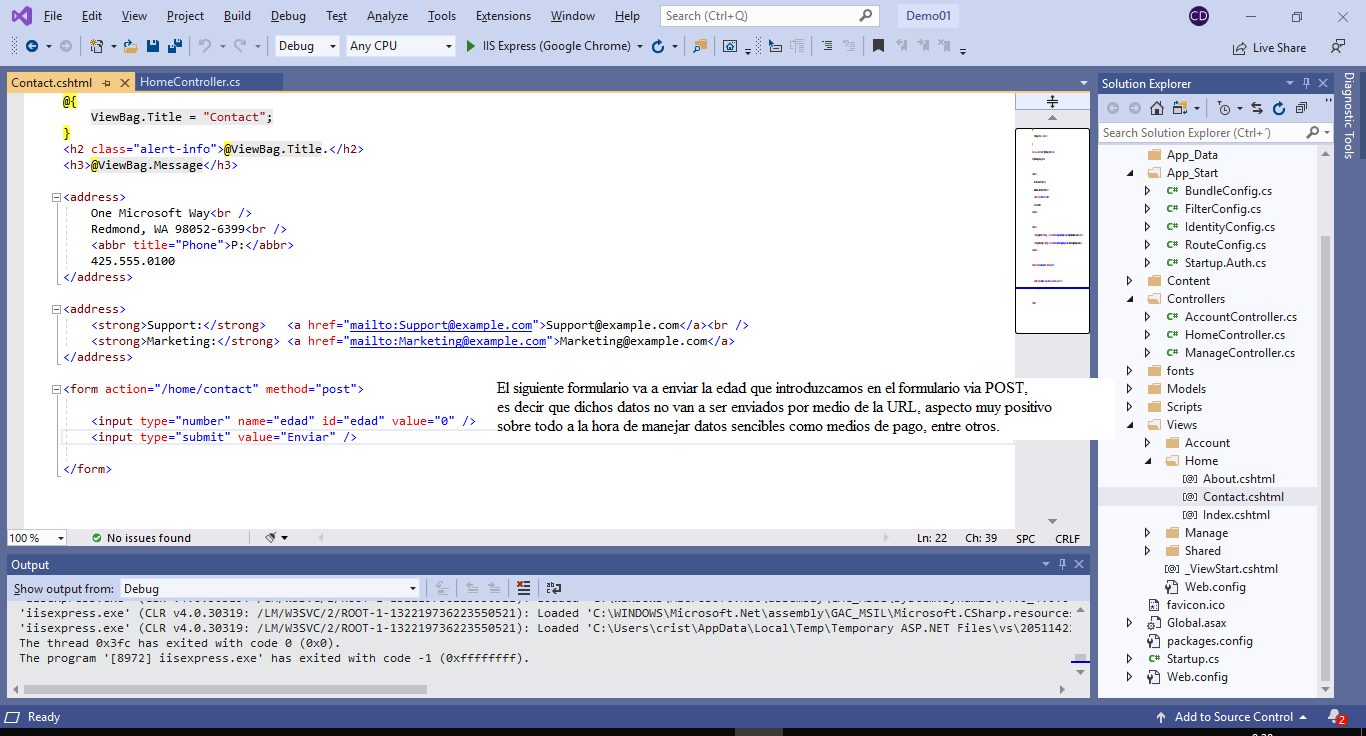 File Edit View Project Build Debug Test Analyze Tools Extensions Window Help Search (Ctrl+Q) Demo01 CD
Debug Any CPU IIS Express (Google Chrome) Live Share
Contact.cshtml HomeController.cs
@{
ViewBag.Title = "Contact";
}
<h2 class="alert-info">@ViewBag.Title.</h2>
<h3>@ViewBag.Message</h3>
<address>
One Microsoft Way<br />
Redmond, WA 98052-6399<br />
<abbr title="Phone">P:</abbr>
425.555.0100
</address>
<address>
<strong>Support:</strong> <a href="mailto:Support@example.com">Support@example.com</a><br />
<strong>Marketing:</strong> <a href="mailto:Marketing@example.com">Marketing@example.com</a>
</address>
<form action="/home/contact" method="post">
<input type="number" name="edad" id="edad" value="0" />
<input type="submit" value="Enviar" />
</form>
El siguiente formulario va a enviar la edad que introduzcamos en el formulario via POST,
es decir que dichos datos no van a ser enviados por medio de la URL, aspecto muy positivo
sobre todo a la hora de manejar datos sencibles como medios de pago, entre otros.
100 % No issues found Ln: 22 Ch: 39 SPC CRLF
Output
Show output from: Debug
'iisexpress.exe' (CLR v4.0.30319: /LM/W3SVC/2/ROOT-1-132219736223550521): Loaded 'C:\WINDOWS\Microsoft.Net\assembly\GAC_MSIL\Microsoft.CSharp.resources
'iisexpress.exe' (CLR v4.0.30319: /LM/W3SVC/2/ROOT-1-132219736223550521): Loaded 'C:\Users\crist\AppData\Local\Temp\Temporary ASP.NET Files\vs\2051142
The thread 0x3fc has exited with code 0 (0x0).
The program '[8972] iisexpress.exe' has exited with code -1 (0xffffffff).
Solution Explorer
Search Solution Explorer (Ctrl+´)
App_Data
App_Start
C# BundleConfig.cs
C# FilterConfig.cs
C# IdentityConfig.cs
C# RouteConfig.cs
C# Startup.Auth.cs
Content
Controllers
C# AccountController.cs
C# HomeController.cs
C# ManageController.cs
fonts
Models
Scripts
Views
Account
Home
[@] About.cshtml
[@] Contact.cshtml
[@] Index.cshtml
Manage
Shared
[@] _ViewStart.cshtml
Web.config
favicon.ico
Global.asax
packages.config
C# Startup.cs
Web.config
Diagnostic Tools
Ready Add to Source Control 2